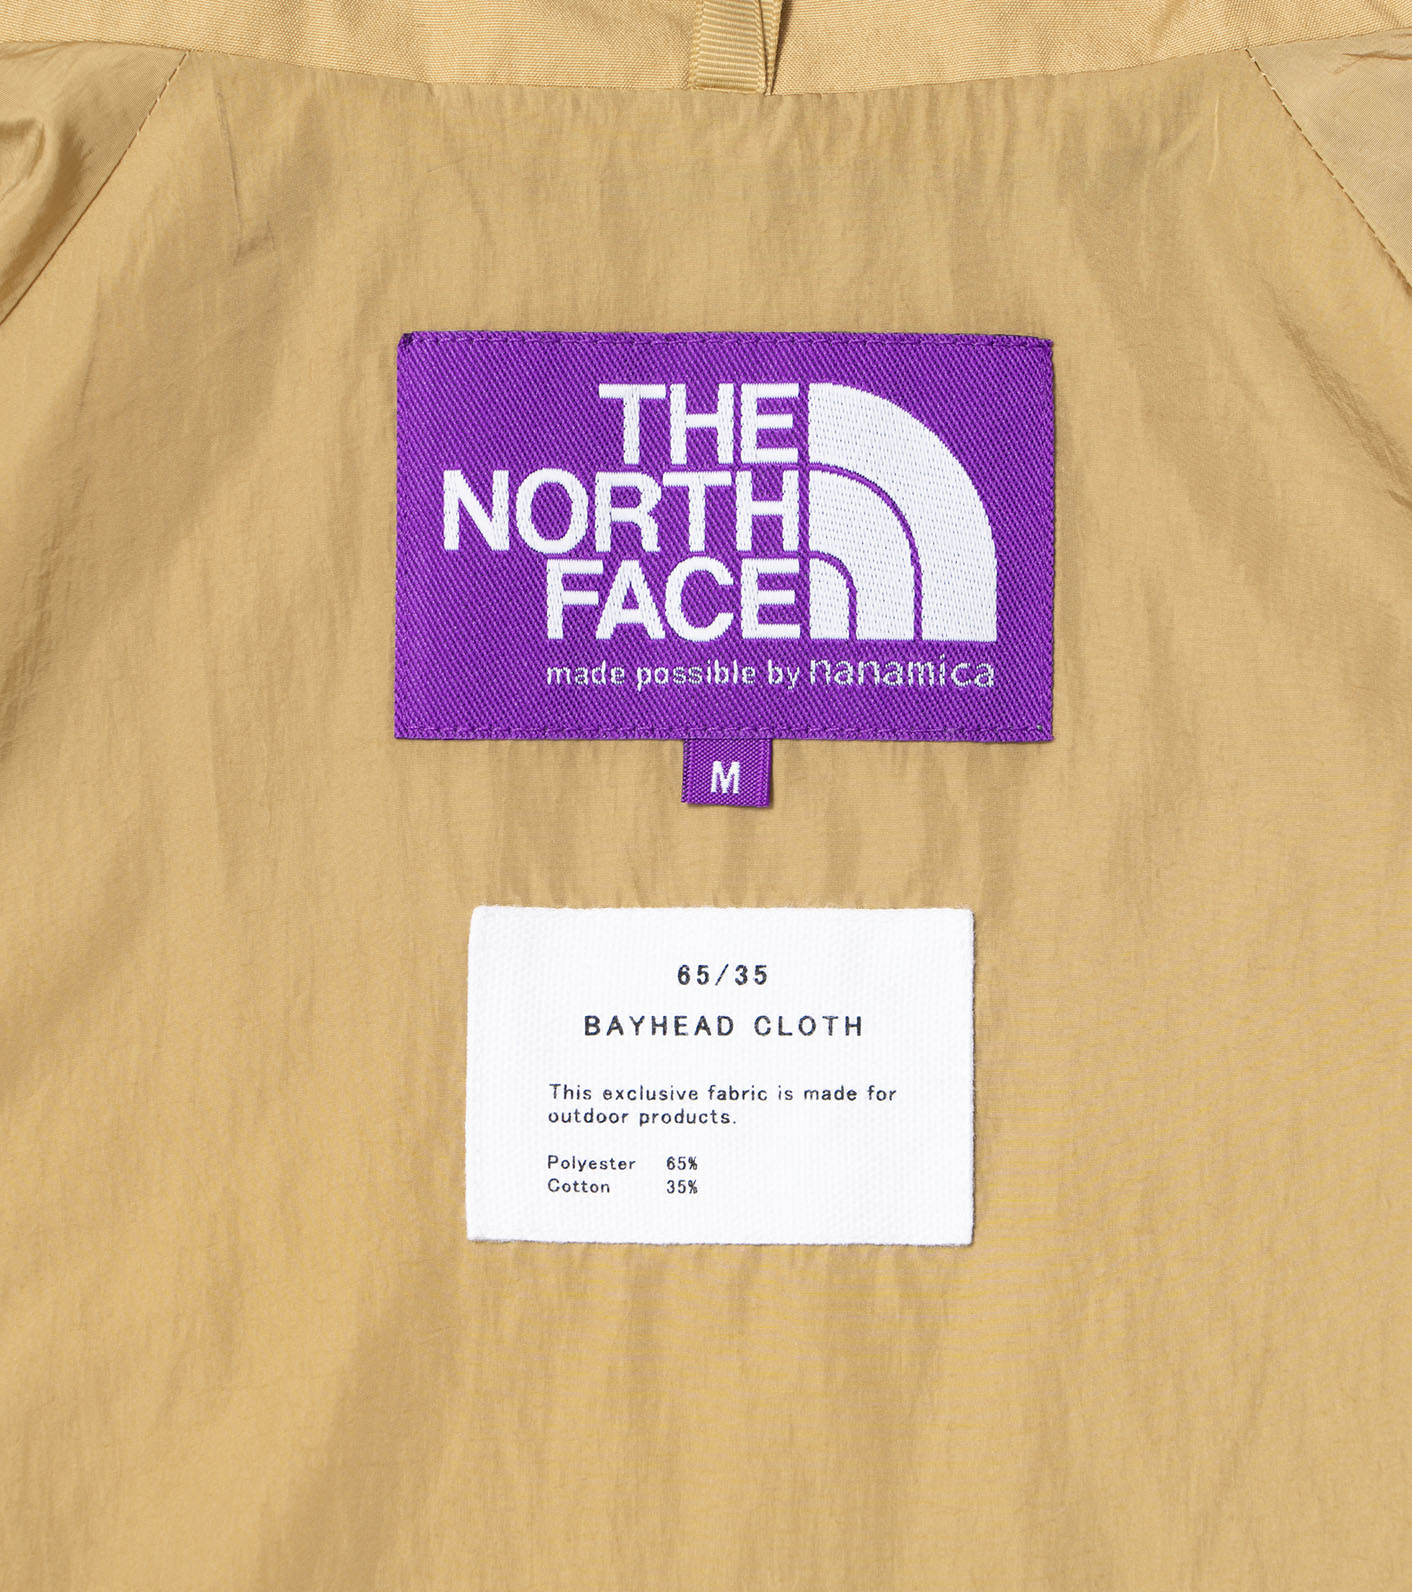 THE
NORTH
FACE
made possible by nanamica
M
65/35
BAYHEAD CLOTH
This exclusive fabric is made for
outdoor products.
Polyester 65%
Cotton 35%